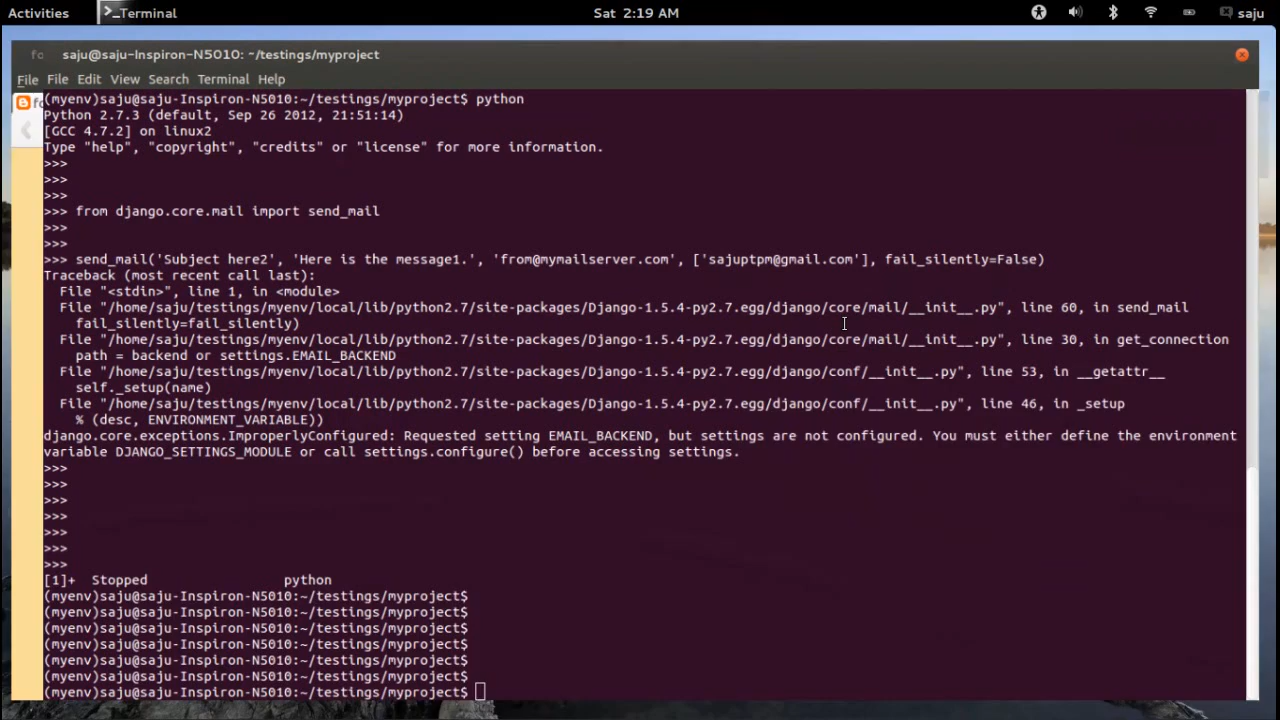 Activities
Terminal
Sat 2:19 AM
saju
saju@saju-Inspiron-N5010: ~/testings/myproject
File File Edit View Search Terminal Help
(myenv)saju@saju-Inspiron-N5010:~/testings/myproject$ python
Python 2.7.3 (default, Sep 26 2012, 21:51:14)
[GCC 4.7.2] on linux2
Type "help", "copyright", "credits" or "license" for more information.
>>>
>>>
>>>
>>> from django.core.mail import send_mail
>>>
>>>
>>> send_mail('Subject here2', 'Here is the message1.', 'from@mymailserver.com', ['sajuptpm@gmail.com'], fail_silently=False)
Traceback (most recent call last):
  File "<stdin>", line 1, in <module>
  File "/home/saju/testings/myenv/local/lib/python2.7/site-packages/Django-1.5.4-py2.7.egg/django/core/mail/__init__.py", line 60, in send_mail
    fail_silently=fail_silently)
  File "/home/saju/testings/myenv/local/lib/python2.7/site-packages/Django-1.5.4-py2.7.egg/django/core/mail/__init__.py", line 30, in get_connection
    path = backend or settings.EMAIL_BACKEND
  File "/home/saju/testings/myenv/local/lib/python2.7/site-packages/Django-1.5.4-py2.7.egg/django/conf/__init__.py", line 53, in __getattr__
    self._setup(name)
  File "/home/saju/testings/myenv/local/lib/python2.7/site-packages/Django-1.5.4-py2.7.egg/django/conf/__init__.py", line 46, in _setup
    % (desc, ENVIRONMENT_VARIABLE))
django.core.exceptions.ImproperlyConfigured: Requested setting EMAIL_BACKEND, but settings are not configured. You must either define the environment
variable DJANGO_SETTINGS_MODULE or call settings.configure() before accessing settings.
>>>
>>>
>>>
>>>
>>>
>>>
>>>
[1]+  Stopped                 python
(myenv)saju@saju-Inspiron-N5010:~/testings/myproject$
(myenv)saju@saju-Inspiron-N5010:~/testings/myproject$
(myenv)saju@saju-Inspiron-N5010:~/testings/myproject$
(myenv)saju@saju-Inspiron-N5010:~/testings/myproject$
(myenv)saju@saju-Inspiron-N5010:~/testings/myproject$
(myenv)saju@saju-Inspiron-N5010:~/testings/myproject$
(myenv)saju@saju-Inspiron-N5010:~/testings/myproject$